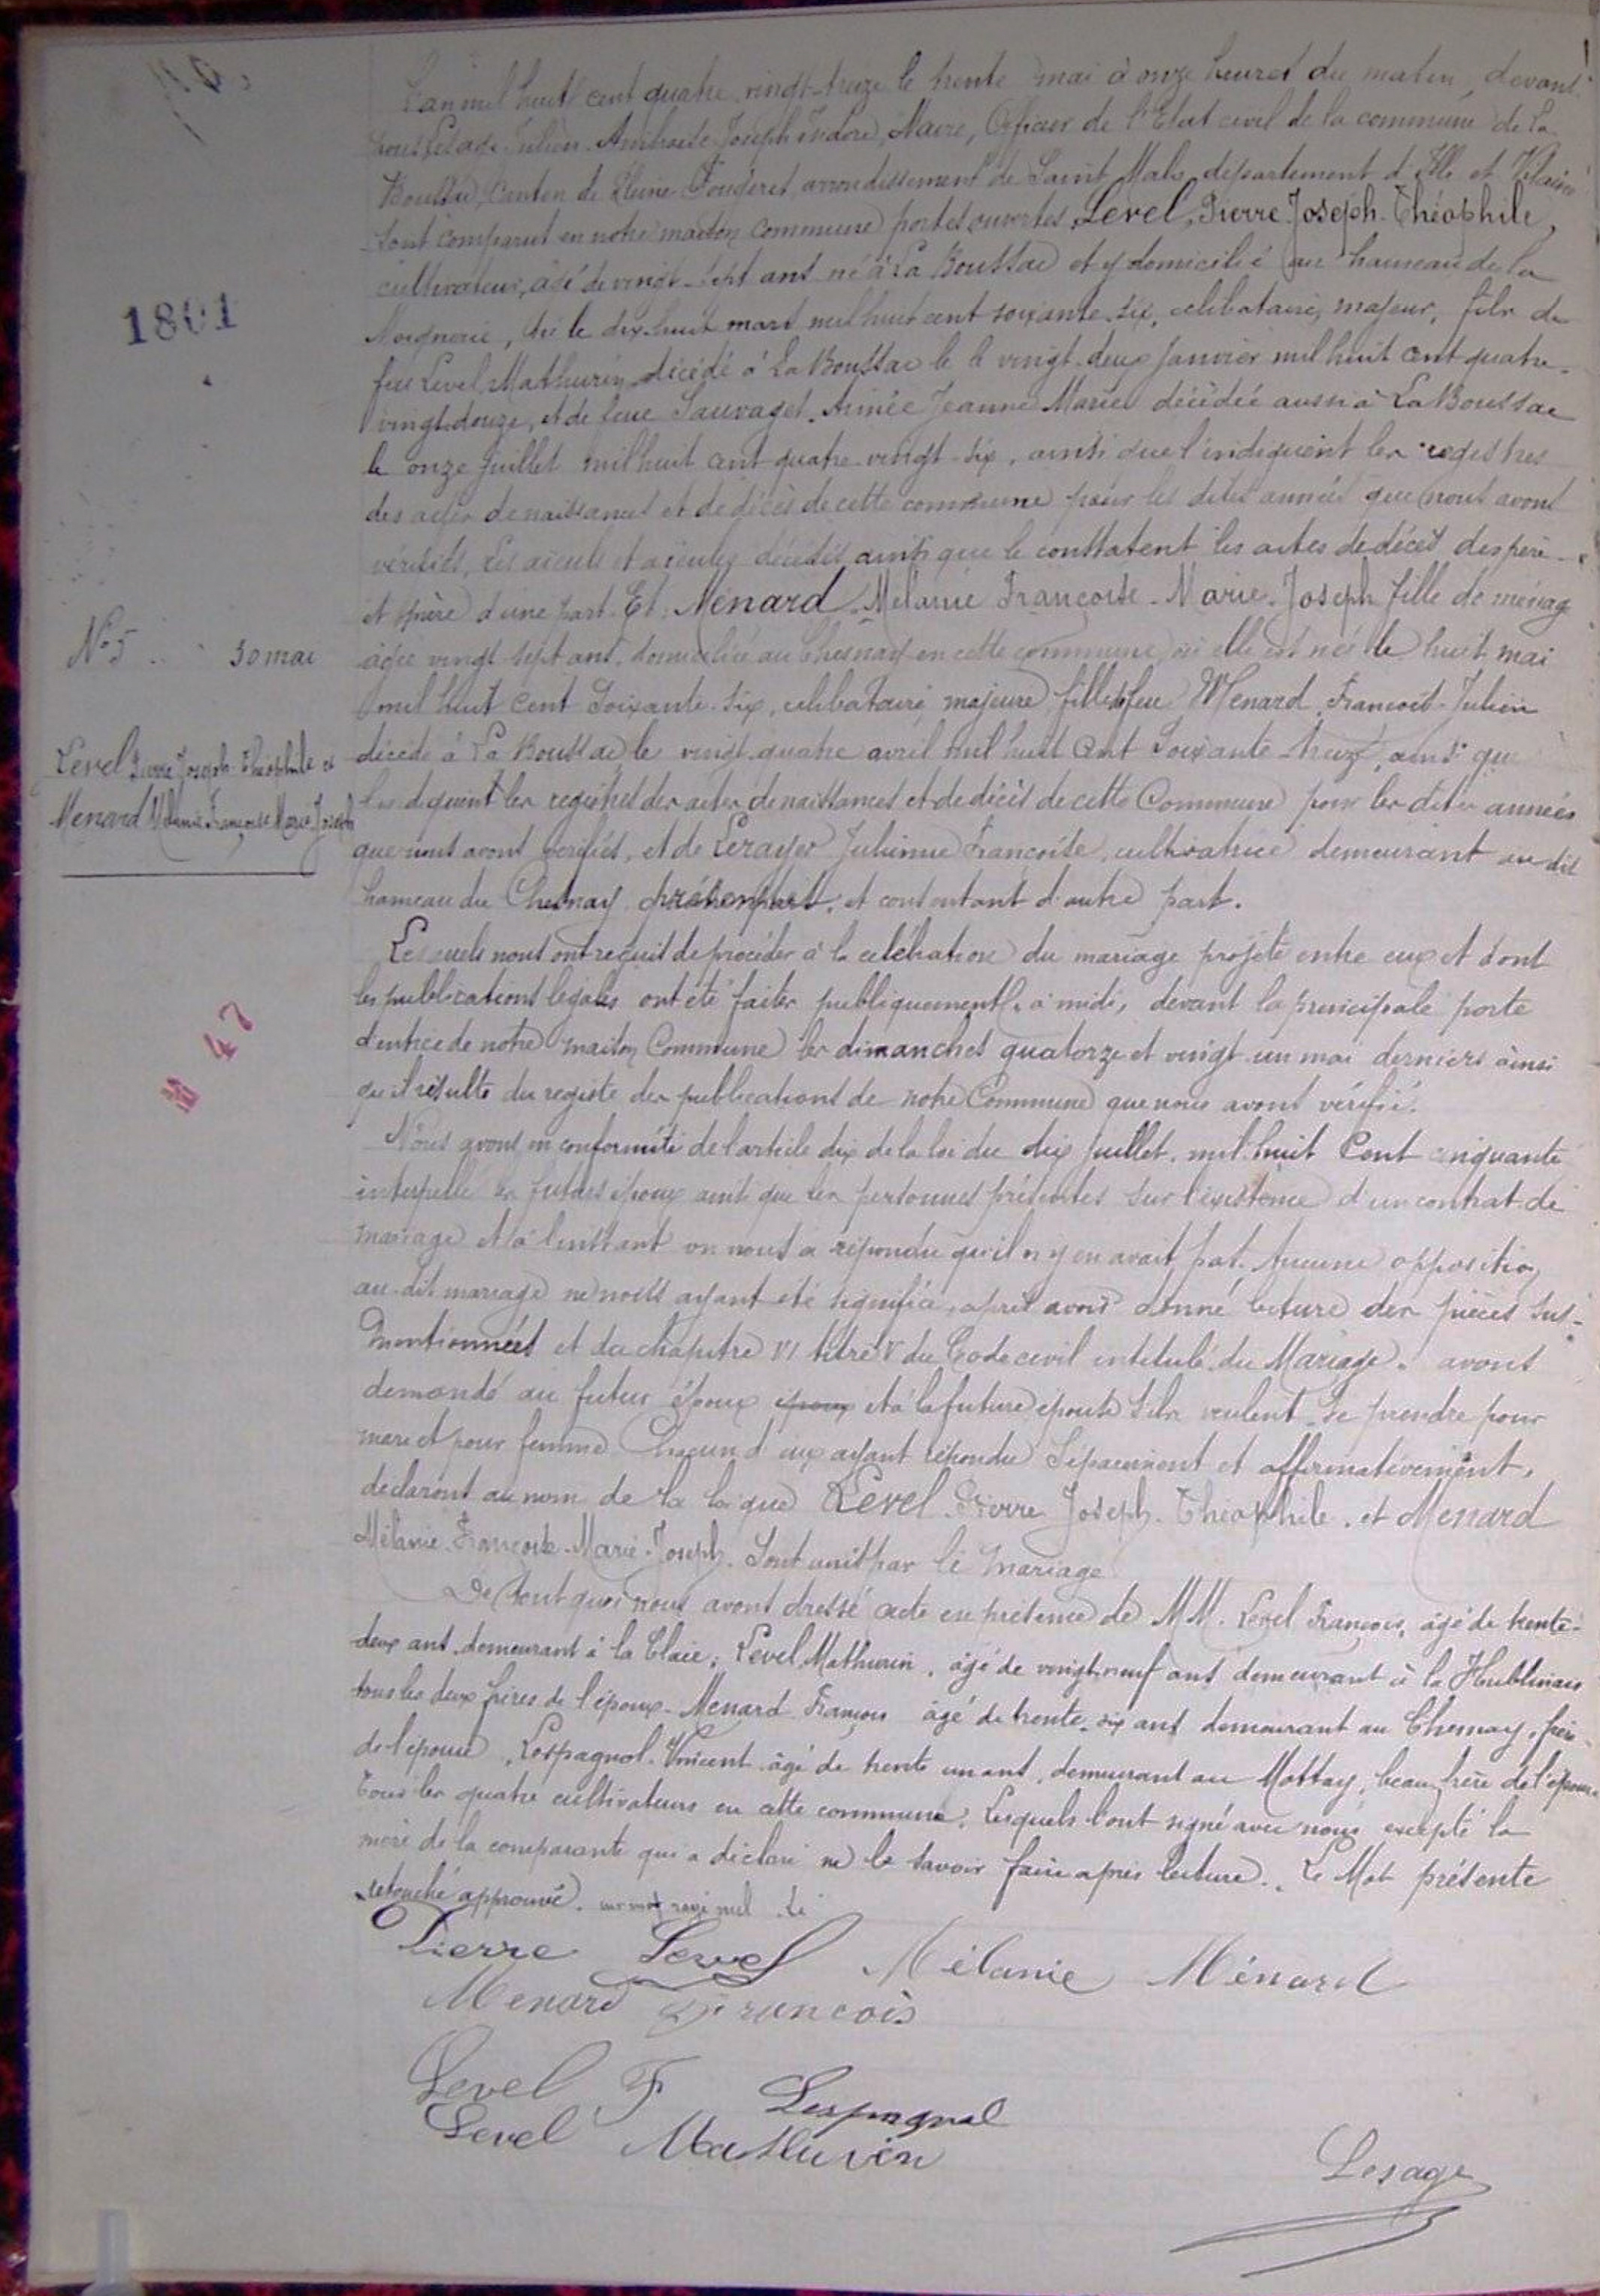 L'an mil huit cent quatre vingt-treize le trente mai à onze heures du matin, devant
nous Lesage Julien Ambroise Joseph Isidore, Maire, Officier de l'Etat civil de la commune de la
Boussac, Canton de Pleine Fougeres, arrondissement de Saint Malo, département d'Ille et Vilaine
sont comparus en notre maison commune portes ouvertes, Level, Pierre Joseph-Théophile,
cultivateur, âgé de vingt-sept ans né à La Boussac et y domicilié au hameau de la
, né le dix-huit mars mil huit cent soixante-six, célibataire, majeur, fils de
feu Level Mathurin décédé à La Boussac le le vingt-deux Janvier mil huit cent quatre-
vingt-douze, et de feue Sauvaget Aimée Jeanne Marie décédée aussi à La Boussac
le onze Juillet mil huit cent quatre-vingt-six, ainsi que l'indiquent les registres
des actes de naissances et de décès de cette commune pour les dites années que nous avons
vérifiés, les aieuls et aieules décédés ainsi que le constatent les actes de décès des père
et mère d'une part. Et Ménard Mélanie Françoise-Marie-Joseph fille de ménage
âgée vingt sept ans, domiciliée au Chesnay en cette commune où elle est née le huit mai
mil huit cent soixante-six, célibataire, majeure, fille de feu Menard François-Julien
décédé à La Boussac le vingt-quatre avril mil huit cent soixante-treize, ainsi que
l'indiquent les registres des actes de naissances et de décès de cette Commune pour les dites années
que nous avons vérifiés, et de Lerayer Julienne Françoise, cultivatrice demeurant au dit
hameau du Chesnay présente, et consentant d'autre part.
Lesquels nous ont requis de procéder à la célébration du mariage projeté entre eux et dont
les publications légales ont été faites publiquement à midi, devant la principale porte
d'entrée de notre maison Commune les dimanches quatorze et vingt-un mai derniers ainsi
qu'il résulte du registe des publications de notre Commune que nous avons vérifié.
Nous avons en conformité de l'article dix de la loi du dix Juillet, mil huit Cent cinquante
interpellé les futurs époux ainsi que les personnes présentes sur l'existence d'un contrat de
mariage et à l'instant on nous a répondu qu'il n'y en avait pas. Aucune opposition
au dit mariage ne nous ayant été signifiée, après avoir donné lecture des pièces sus-
mentionnées et du chapitre VI titre V du Code civil intitulé du Mariage. avons
demandé au futur époux époux et à la future épouse s'ils veulent se prendre pour
mari et pour femme Chacun d'eux ayant répondu Séparément et affirmativement,
déclarons au nom de la loi que Level Pierre Joseph-Théophile, et Menard
Mélanie Françoise-Marie-Joseph. Sont unis par le mariage
De tout quoi nous avons dressé acte en présence de MM. Level François, âgé de trente-
deux ans demeurant à la Claie; Level Mathurin, âgé de vingt-neuf ans demeurant à la Hublinais
tous les deux frères de l'époux. Menard François âgé de trente-six ans demeurant au Chesnay, frère
de l'épouse, Lespagnol Vincent âgé de trente un ans, demeurant au Mottay, beau frère de l'épouse
Tous les quatre cultivateurs en cette commune. Lesquels l'ont signé avec nous excepté la
mère de la comparante qui a déclaré ne le savoir faire après lecture. Le Mot présente
retouché approuvé. un mot rayé nul
Pierre Level Mélanie Ménard
Menard François
Level F Lespagnol
Level Mathurin
Lesage
1801
No 5 30 mai
Level Pierre Joseph-Théophile et
Menard Mélanie Françoise Marie Joseph
47